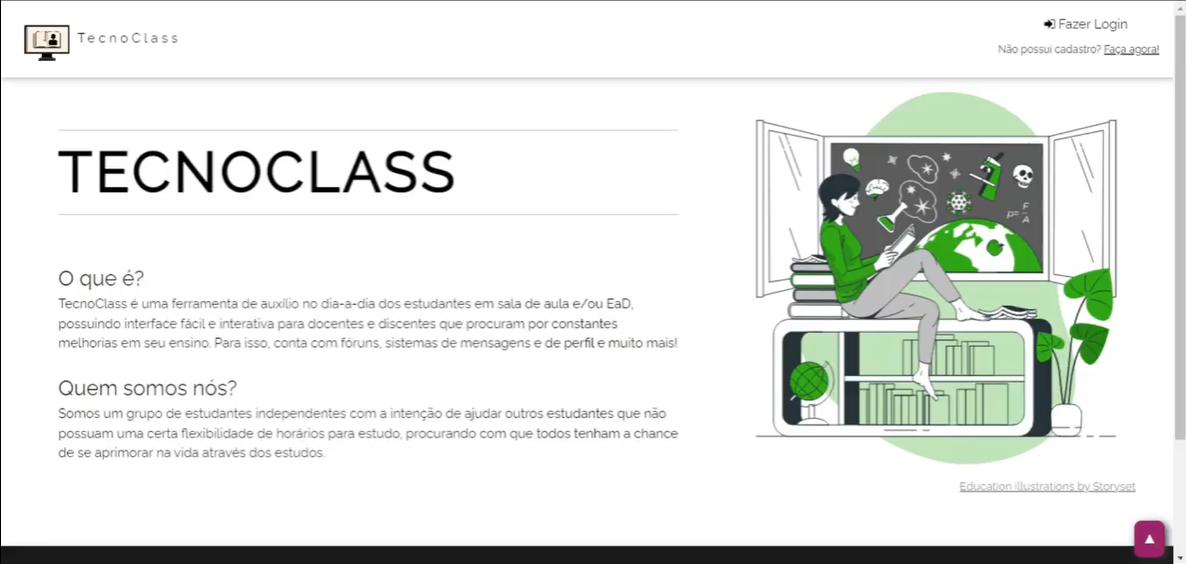 TecnoClass
Fazer Login
Não possui cadastro? Faça agora!
TECNOCLASS
O que é?
TecnoClass é uma ferramenta de auxílio no dia-a-dia dos estudantes em sala de aula e/ou EaD,
possuindo interface fácil e interativa para docentes e discentes que procuram por constantes
melhorias em seu ensino. Para isso, conta com fóruns, sistemas de mensagens e de perfil e muito mais!
Quem somos nós?
Somos um grupo de estudantes independentes com a intenção de ajudar outros estudantes que não
possuam uma certa flexibilidade de horários para estudo, procurando com que todos tenham a chance
de se aprimorar na vida através dos estudos.
p= F
A
Education illustrations by Storyset